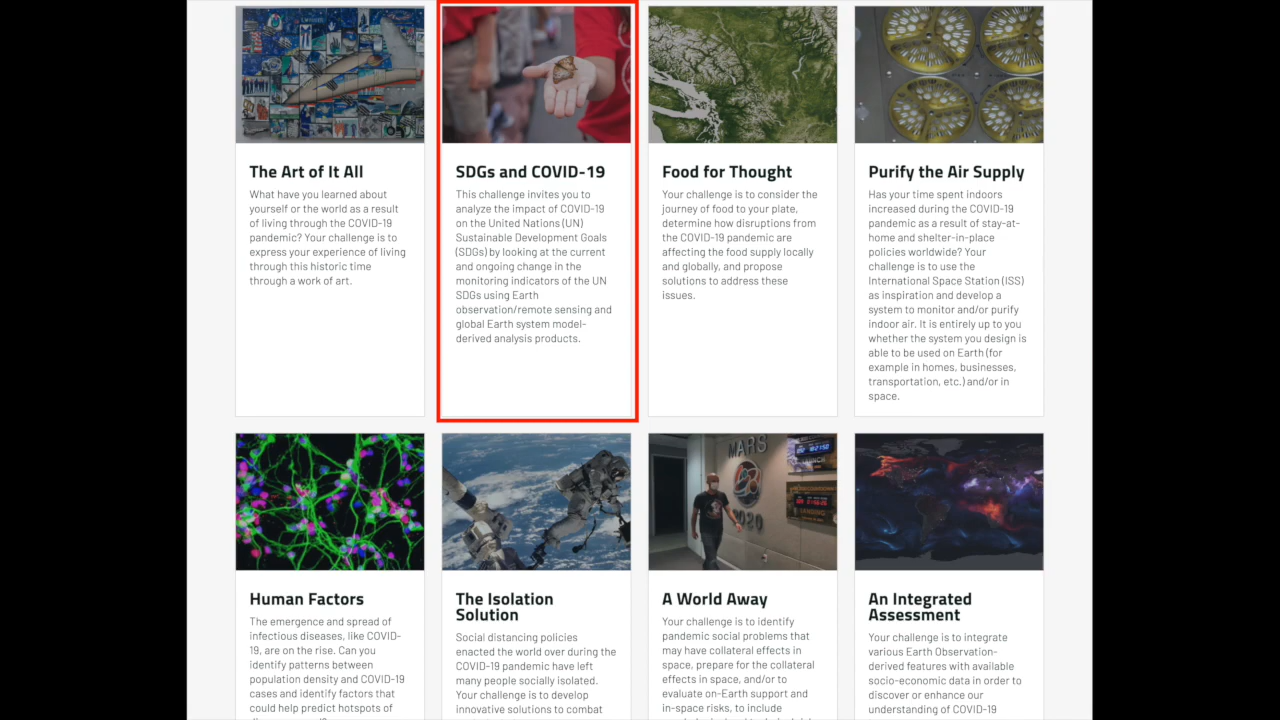 The Art of It All
What have you learned about
yourself or the world as a result
of living through the COVID-19
pandemic? Your challenge is to
express your experience of living
through this historic time
through a work of art.
SDGs and COVID-19
This challenge invites you to
analyze the impact of COVID-19
on the United Nations (UN)
Sustainable Development Goals
(SDGs) by looking at the current
and ongoing change in the
monitoring indicators of the UN
SDGs using Earth
observation/remote sensing and
global Earth system model-
derived analysis products.
Food for Thought
Your challenge is to consider the
journey of food to your plate,
determine how disruptions from
the COVID-19 pandemic are
affecting the food supply locally
and globally, and propose
solutions to address these
issues.
Purify the Air Supply
Has your time spent indoors
increased during the COVID-19
pandemic as a result of stay-at-
home and shelter-in-place
policies worldwide? Your
challenge is to use the
International Space Station (ISS)
as inspiration and develop a
system to monitor and/or purify
indoor air. It is entirely up to you
whether the system you design is
able to be used on Earth (for
example in homes, businesses,
transportation, etc.) and/or in
space.
Human Factors
The emergence and spread of
infectious diseases, like COVID-
19, are on the rise. Can you
identify patterns between
population density and COVID-19
cases and identify factors that
could help predict hotspots of
The Isolation
Solution
Social distancing policies
enacted the world over during the
COVID-19 pandemic have left
many people socially isolated.
Your challenge is to develop
innovative solutions to combat
MARS
2020
A World Away
Your challenge is to identify
pandemic social problems that
may have collateral effects in
space, prepare for the collateral
effects in space, and/or to
evaluate on-Earth support and
in-space risks, to include
An Integrated
Assessment
Your challenge is to integrate
various Earth Observation-
derived features with available
socio-economic data in order to
discover or enhance our
understanding of COVID-19